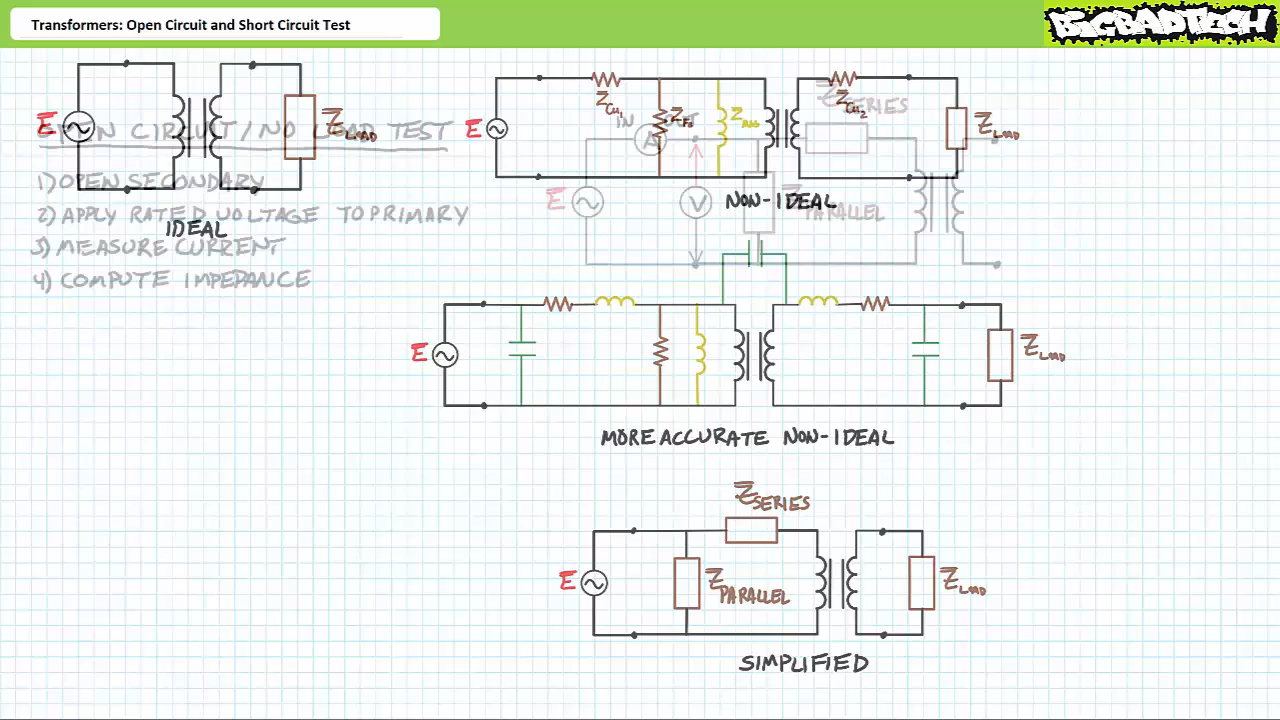 Transformers: Open Circuit and Short Circuit Test
BIGBADTECH
E
Z LOAD
IDEAL
OPEN CIRCUIT/NO LOAD TEST
1) OPEN SECONDARY
2) APPLY RATED VOLTAGE TO PRIMARY
3) MEASURE CURRENT
4) COMPUTE IMPEDANCE
E
Z Cu1
Z Fe
Z MAG
Z Cu2
Z LOAD
NON-IDEAL
IN
OUT
A
E
V
Z SERIES
Z PARALLEL
E
Z LOAD
MORE ACCURATE NON-IDEAL
E
Z SERIES
Z PARALLEL
Z LOAD
SIMPLIFIED